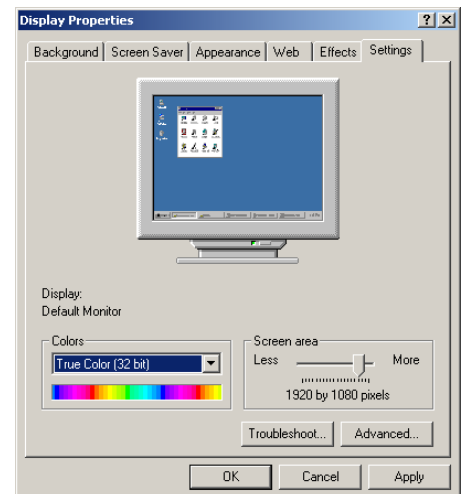 Display Properties
Background Screen Saver Appearance Web Effects Settings
Display:
Default Monitor
Colors
True Color (32 bit)
Screen area
Less More
1920 by 1080 pixels
Troubleshoot... Advanced...
OK Cancel Apply